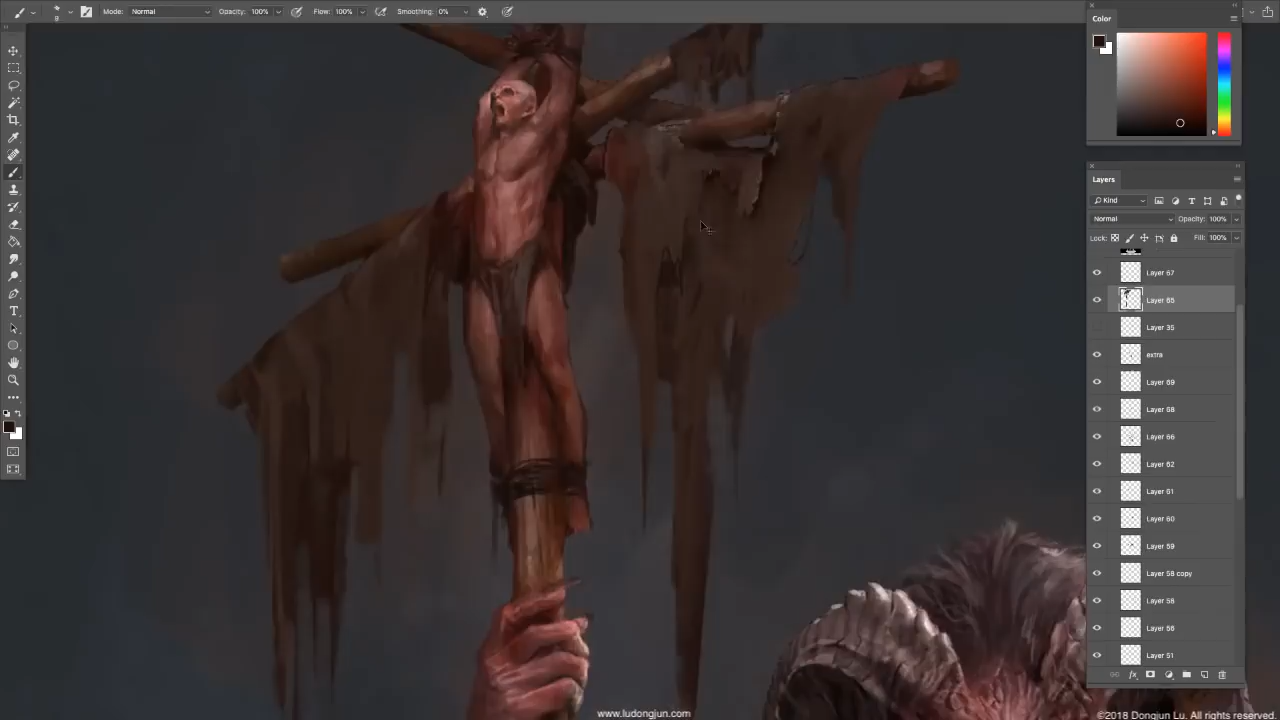 Mode: Normal Opacity: 100% Flow: 100% Smoothing: 0%
Color
Layers
Kind
Normal Opacity: 100%
Lock: Fill: 100%
Layer 67
Layer 65
Layer 35
extra
Layer 69
Layer 68
Layer 66
Layer 62
Layer 61
Layer 60
Layer 59
Layer 58 copy
Layer 58
Layer 56
Layer 51
www.ludongjun.com
©2018 Dongjun Lu. All rights reserved.